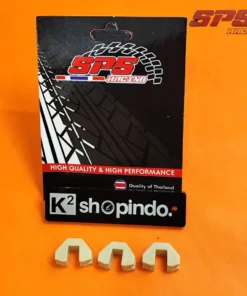 SPS
SPS
RACING
HIGH QUALITY & HIGH PERFORMANCE
Quality of Thailand
K2 shopindo.